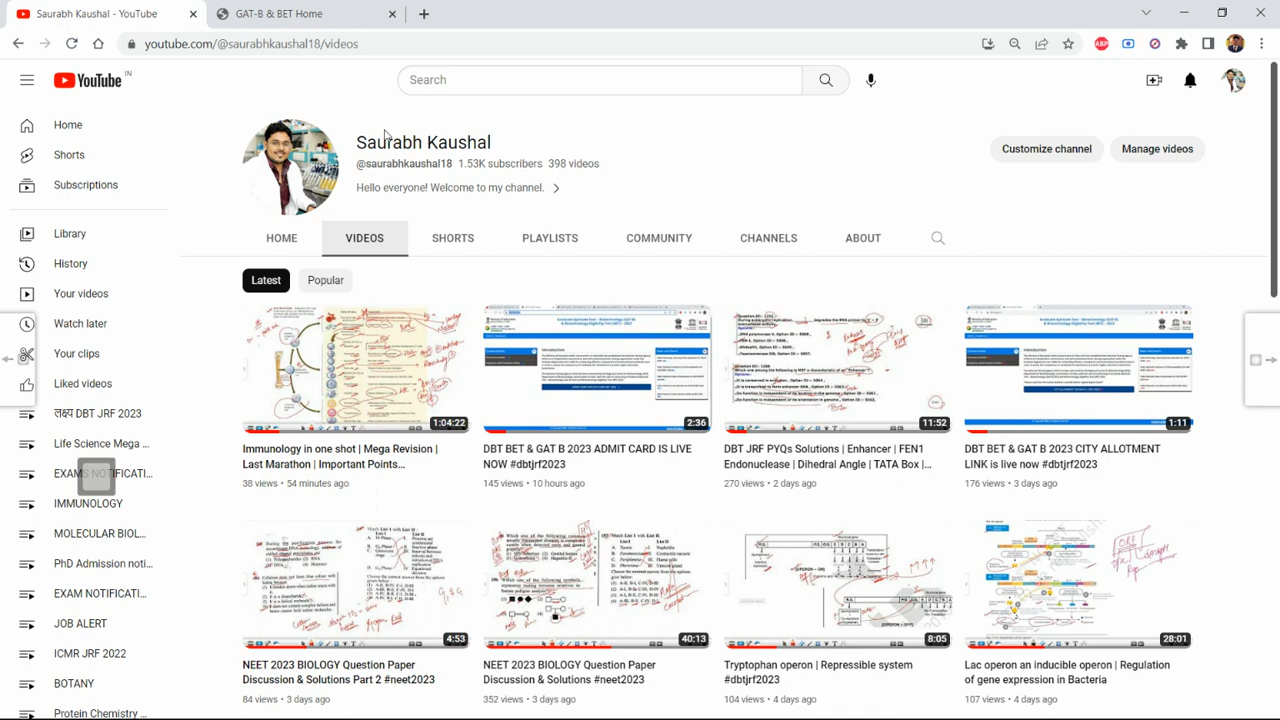 Saurabh Kaushal - YouTube
GAT-B & BET Home
youtube.com/@saurabhkaushal18/videos
ABP
YouTube IN
Search
Home
Shorts
Subscriptions
Library
History
Your videos
Watch later
Your clips
Liked videos
DBT JRF 2023
Life Science Mega ...
IMMUNOLOGY
MOLECULAR BIOL...
PhD Admission noti...
EXAM NOTIFICATI...
JOB ALERT
ICMR JRF 2022
BOTANY
Protein Chemistry ...
Saurabh Kaushal
@saurabhkaushal18 1.53K subscribers 398 videos
Hello everyone! Welcome to my channel.
Customize channel
Manage videos
HOME
VIDEOS
SHORTS
PLAYLISTS
COMMUNITY
CHANNELS
ABOUT
Latest
Popular
1:04:22
2:36
11:52
1:11
Immunology in one shot | Mega Revision |
Last Marathon | Important Points...
38 views • 54 minutes ago
DBT BET & GAT B 2023 ADMIT CARD IS LIVE
NOW #dbtjrf2023
145 views • 10 hours ago
DBT JRF PYQs Solutions | Enhancer | FEN1
Endonuclease | Dihedral Angle | TATA Box |...
270 views • 2 days ago
DBT BET & GAT B 2023 CITY ALLOTMENT
LINK is live now #dbtjrf2023
176 views • 3 days ago
4:53
40:13
8:05
28:01
NEET 2023 BIOLOGY Question Paper
Discussion & Solutions Part 2 #neet2023
84 views • 3 days ago
NEET 2023 BIOLOGY Question Paper
Discussion & Solutions #neet2023
352 views • 3 days ago
Tryptophan operon | Repressible system
#dbtjrf2023
104 views • 4 days ago
Lac operon an inducible operon | Regulation
of gene expression in Bacteria
107 views • 4 days ago